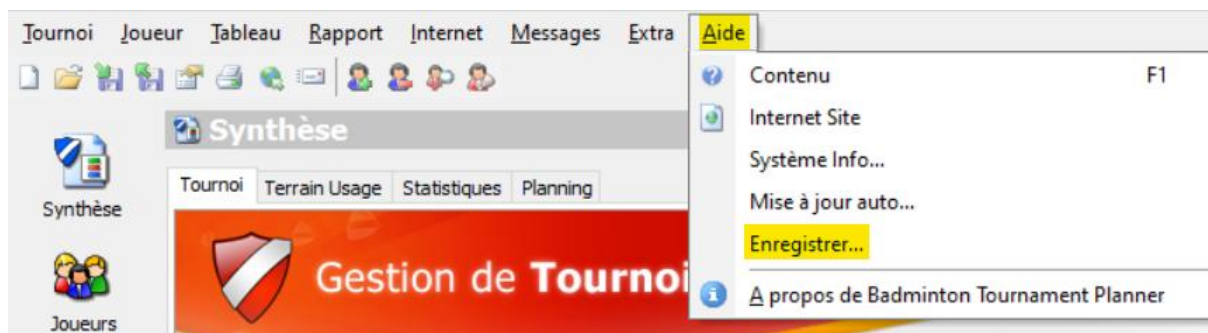 Tournoi Joueur Tableau Rapport Internet Messages Extra Aide
Contenu F1
Internet Site
Système Info...
Mise à jour auto...
Enregistrer...
A propos de Badminton Tournament Planner
Synthèse
Tournoi Terrain Usage Statistiques Planning
Gestion de Tournoi
Synthèse
Joueurs